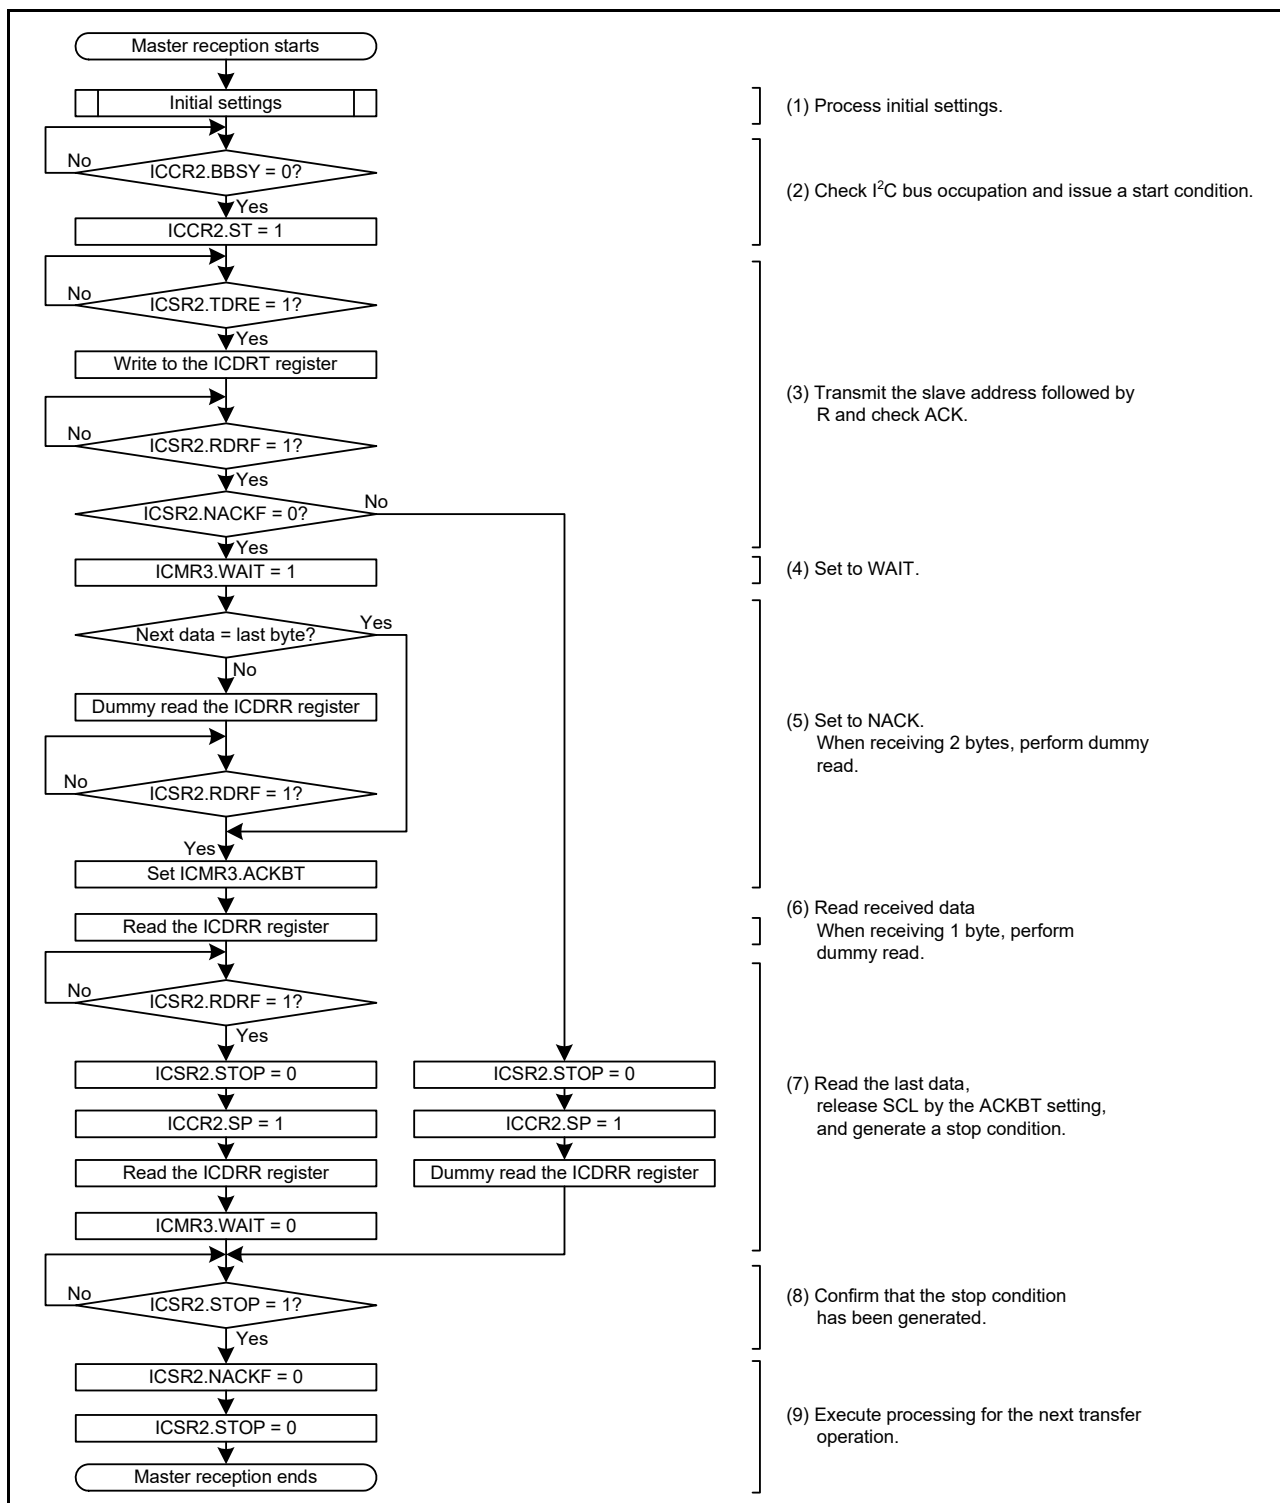 Master reception starts
Initial settings
(1) Process initial settings.
No
ICCR2.BBSY = 0?
Yes
(2) Check I²C bus occupation and issue a start condition.
ICCR2.ST = 1
No
ICSR2.TDRE = 1?
Yes
Write to the ICDRT register
(3) Transmit the slave address followed by
R and check ACK.
No
ICSR2.RDRF = 1?
Yes
ICSR2.NACKF = 0?
No
Yes
ICMR3.WAIT = 1
(4) Set to WAIT.
Next data = last byte?
Yes
No
Dummy read the ICDRR register
(5) Set to NACK.
When receiving 2 bytes, perform dummy
read.
No
ICSR2.RDRF = 1?
Yes
Set ICMR3.ACKBT
Read the ICDRR register
(6) Read received data
When receiving 1 byte, perform
dummy read.
No
ICSR2.RDRF = 1?
Yes
ICSR2.STOP = 0
ICCR2.SP = 1
Read the ICDRR register
ICMR3.WAIT = 0
ICSR2.STOP = 0
ICCR2.SP = 1
Dummy read the ICDRR register
(7) Read the last data,
release SCL by the ACKBT setting,
and generate a stop condition.
No
ICSR2.STOP = 1?
Yes
(8) Confirm that the stop condition
has been generated.
ICSR2.NACKF = 0
ICSR2.STOP = 0
(9) Execute processing for the next transfer
operation.
Master reception ends